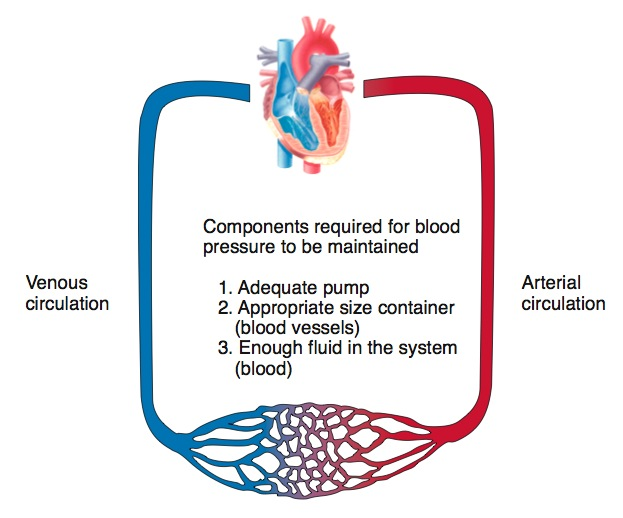 Components required for blood
pressure to be maintained
1. Adequate pump
2. Appropriate size container
(blood vessels)
3. Enough fluid in the system
(blood)
Venous
circulation
Arterial
circulation